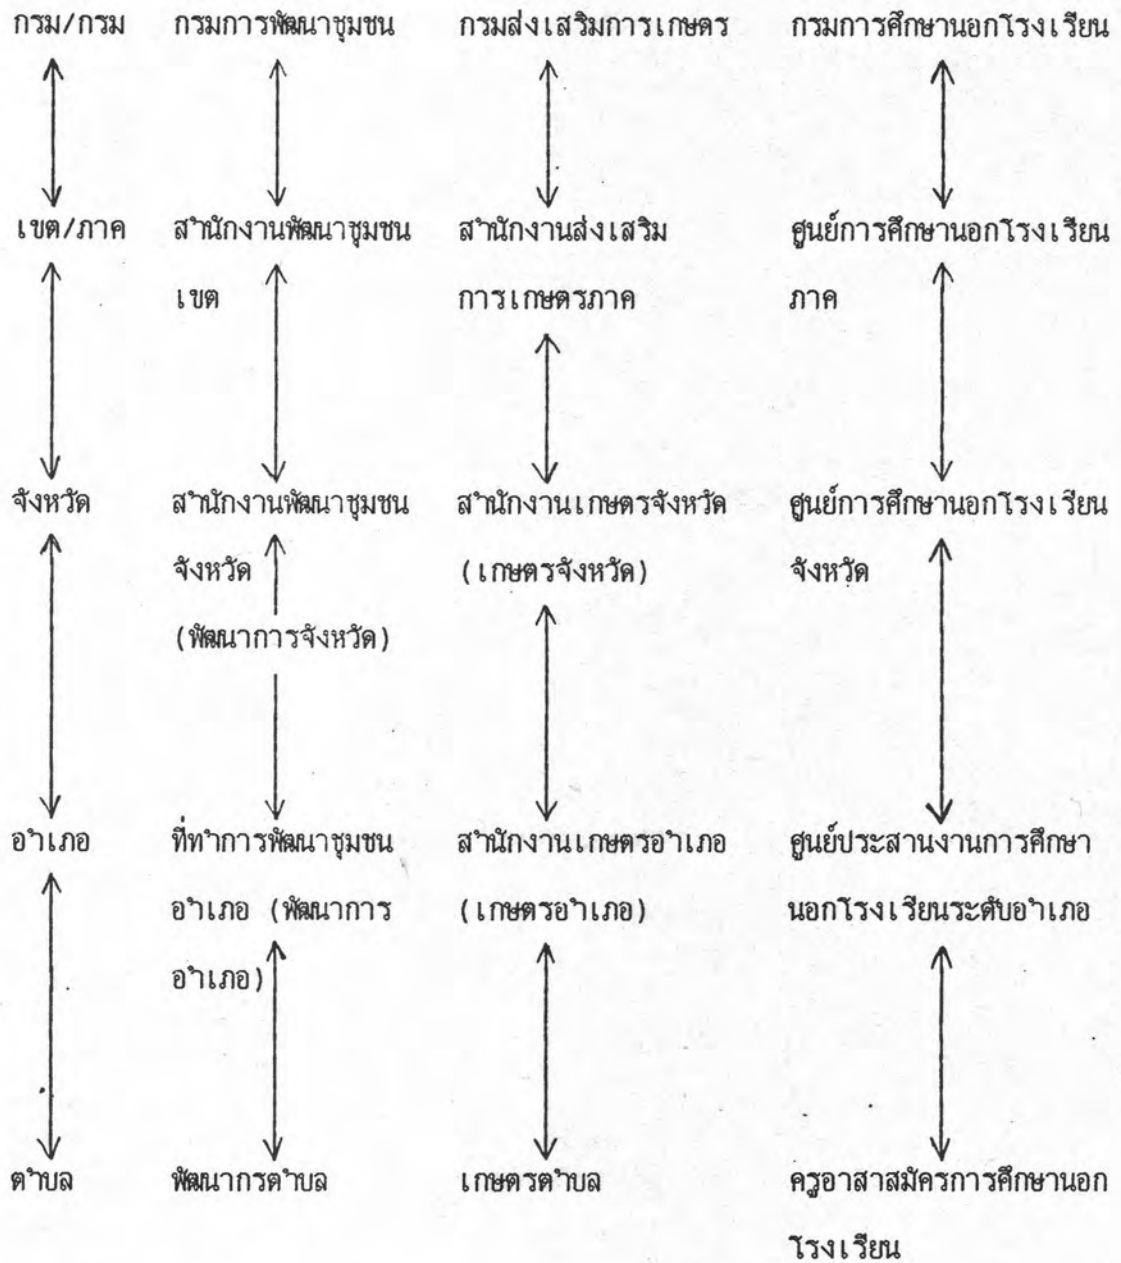 กรม/กรม กรมการพัฒนาชุมชน กรมส่งเสริมการเกษตร กรมการศึกษานอกโรงเรียน
เขต/ภาค สำนักงานพัฒนาชุมชน สำนักงานส่งเสริม ศูนย์การศึกษานอกโรงเรียน
เขต การเกษตรภาค ภาค
จังหวัด สำนักงานพัฒนาชุมชน สำนักงานเกษตรจังหวัด ศูนย์การศึกษานอกโรงเรียน
จังหวัด (เกษตรจังหวัด) จังหวัด
(พัฒนาการจังหวัด)
อำเภอ ที่ทำการพัฒนาชุมชน สำนักงานเกษตรอำเภอ ศูนย์ประสานงานการศึกษา
อำเภอ (พัฒนาการ (เกษตรอำเภอ) นอกโรงเรียนระดับอำเภอ
อำเภอ)
ตำบล พัฒนากรตำบล เกษตรตำบล ครูอาสาสมัครการศึกษานอก
โรงเรียน